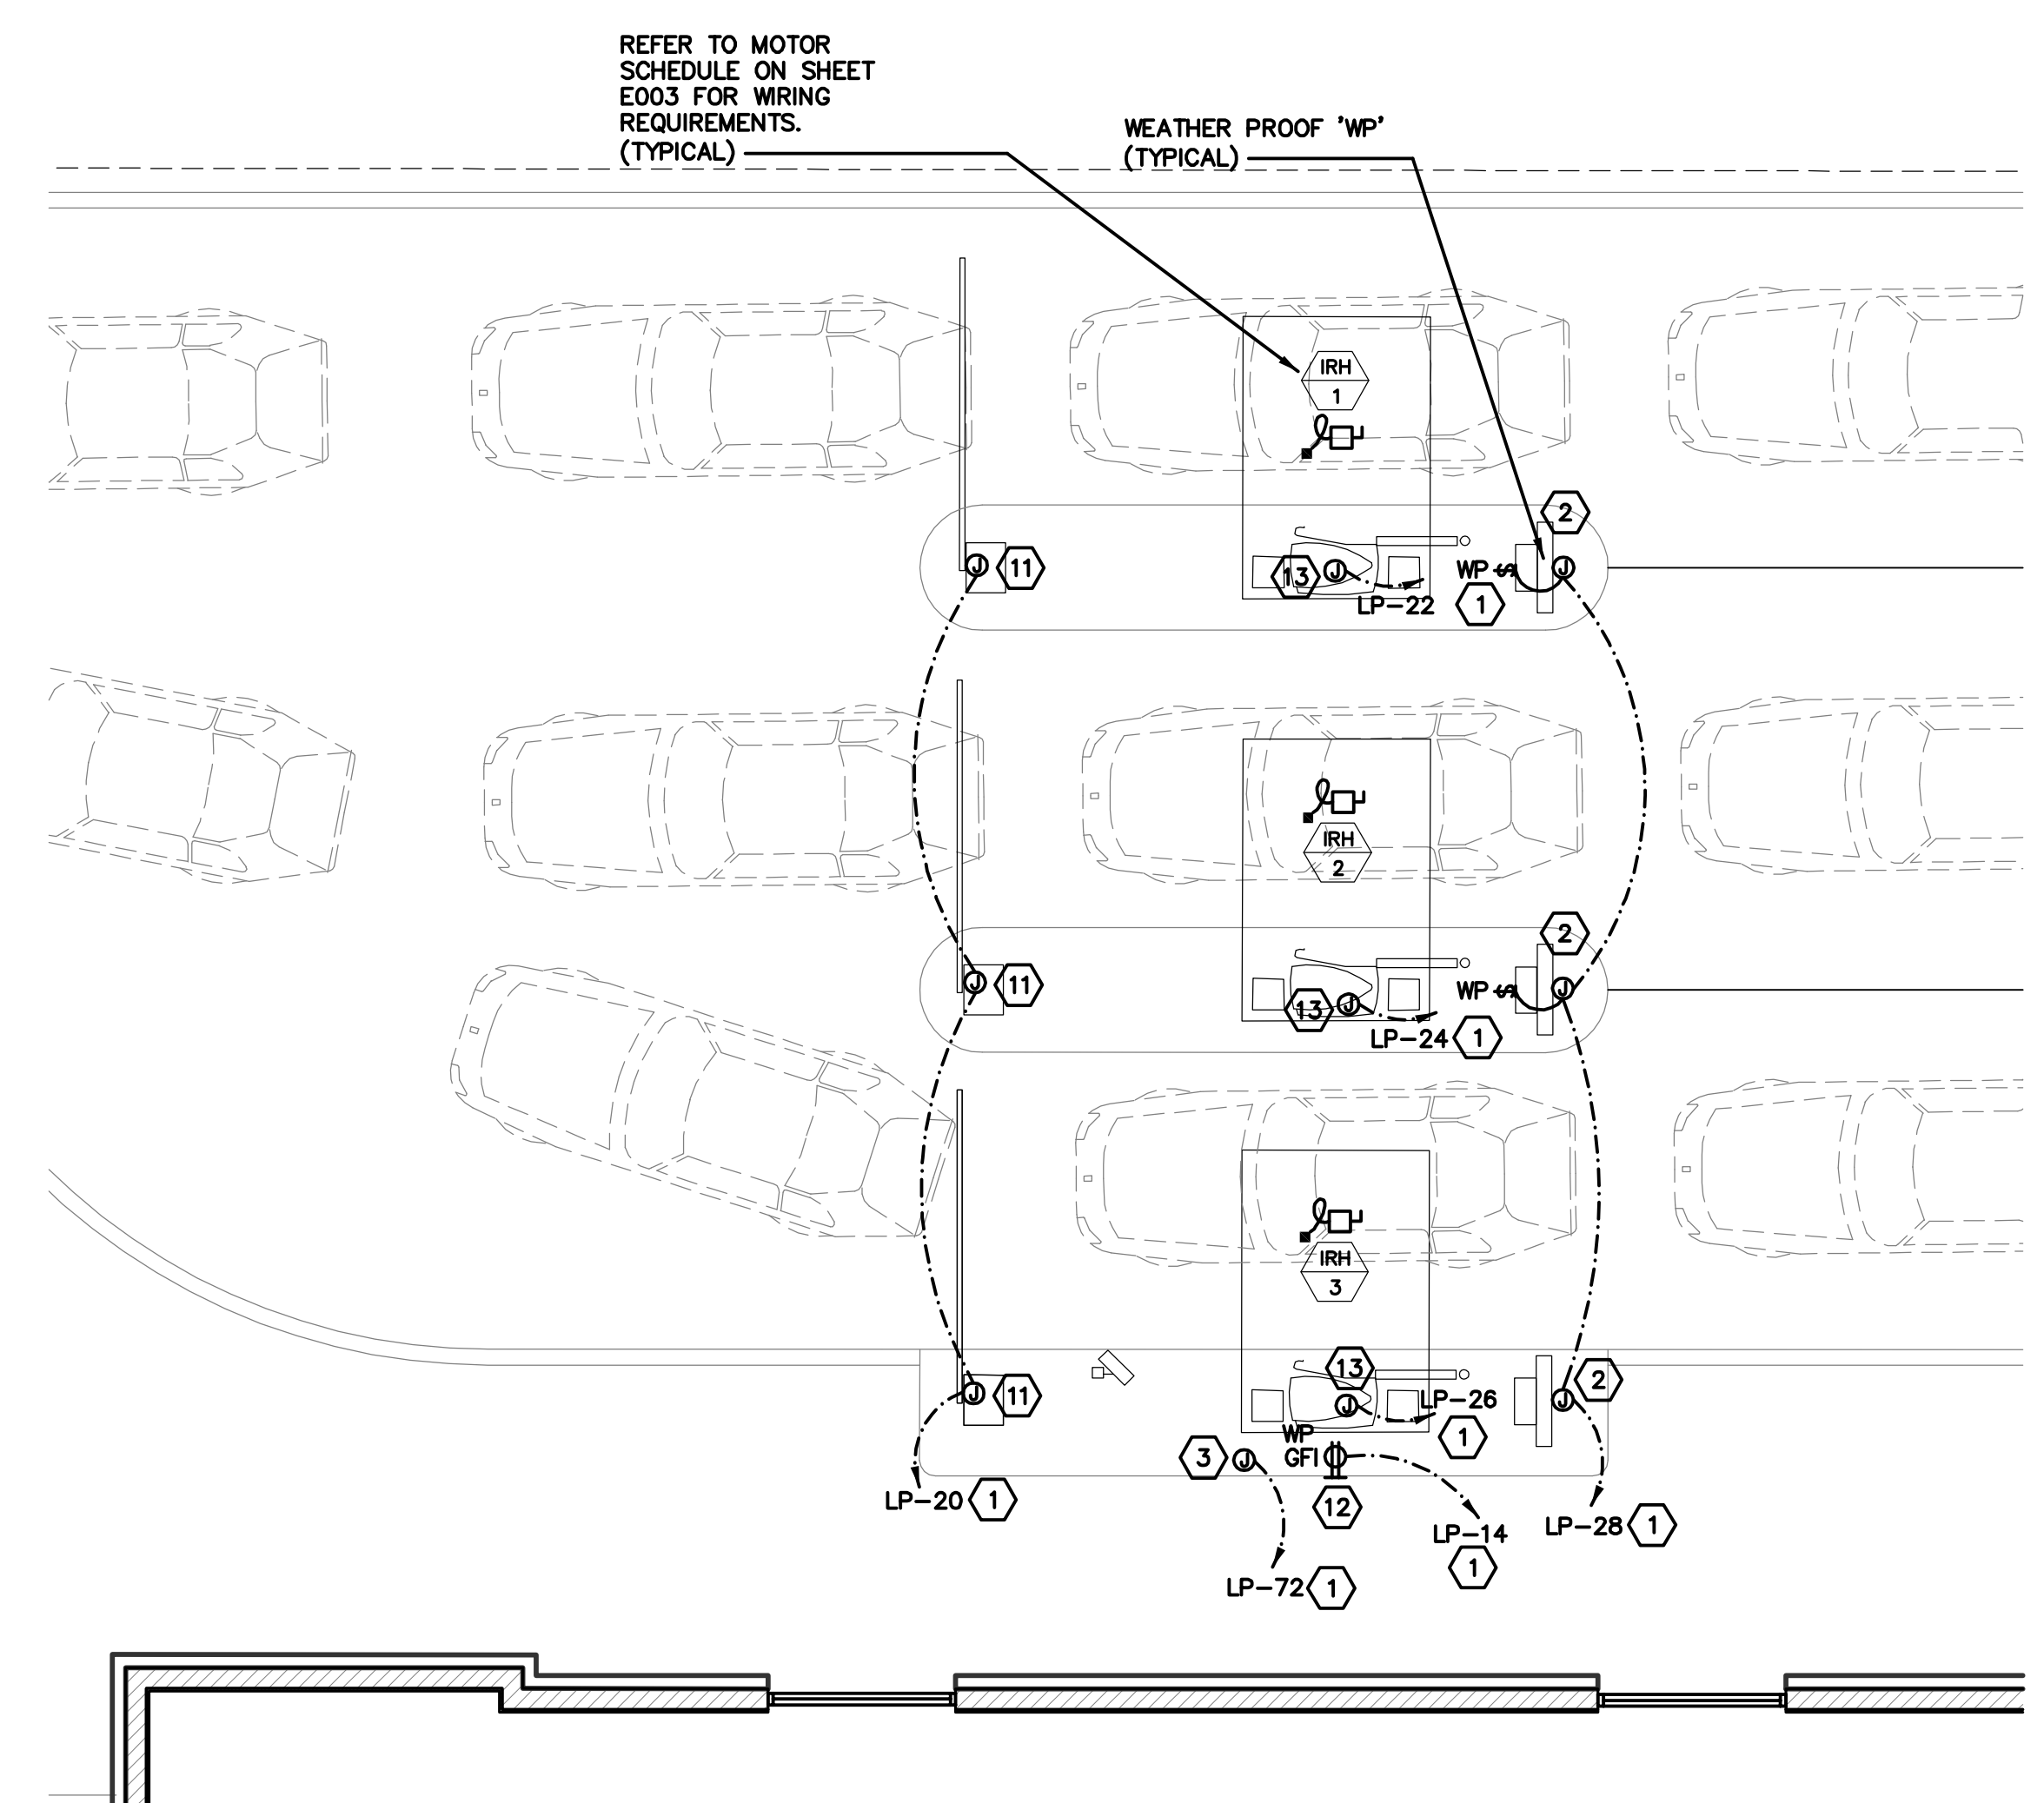 REFER TO MOTOR
SCHEDULE ON SHEET
E003 FOR WIRING
REQUIREMENTS.
(TYPICAL)
WEATHER PROOF 'WP'
(TYPICAL)
IRH
1
2
J
11
13
J
LP-22
WP $
1
J
IRH
2
2
J
11
13
J
LP-24
WP $
1
J
IRH
3
13
2
J
11
J
LP-26
J
1
WP
GFI
3
J
12
LP-20
1
LP-14
1
LP-28
1
LP-72
1